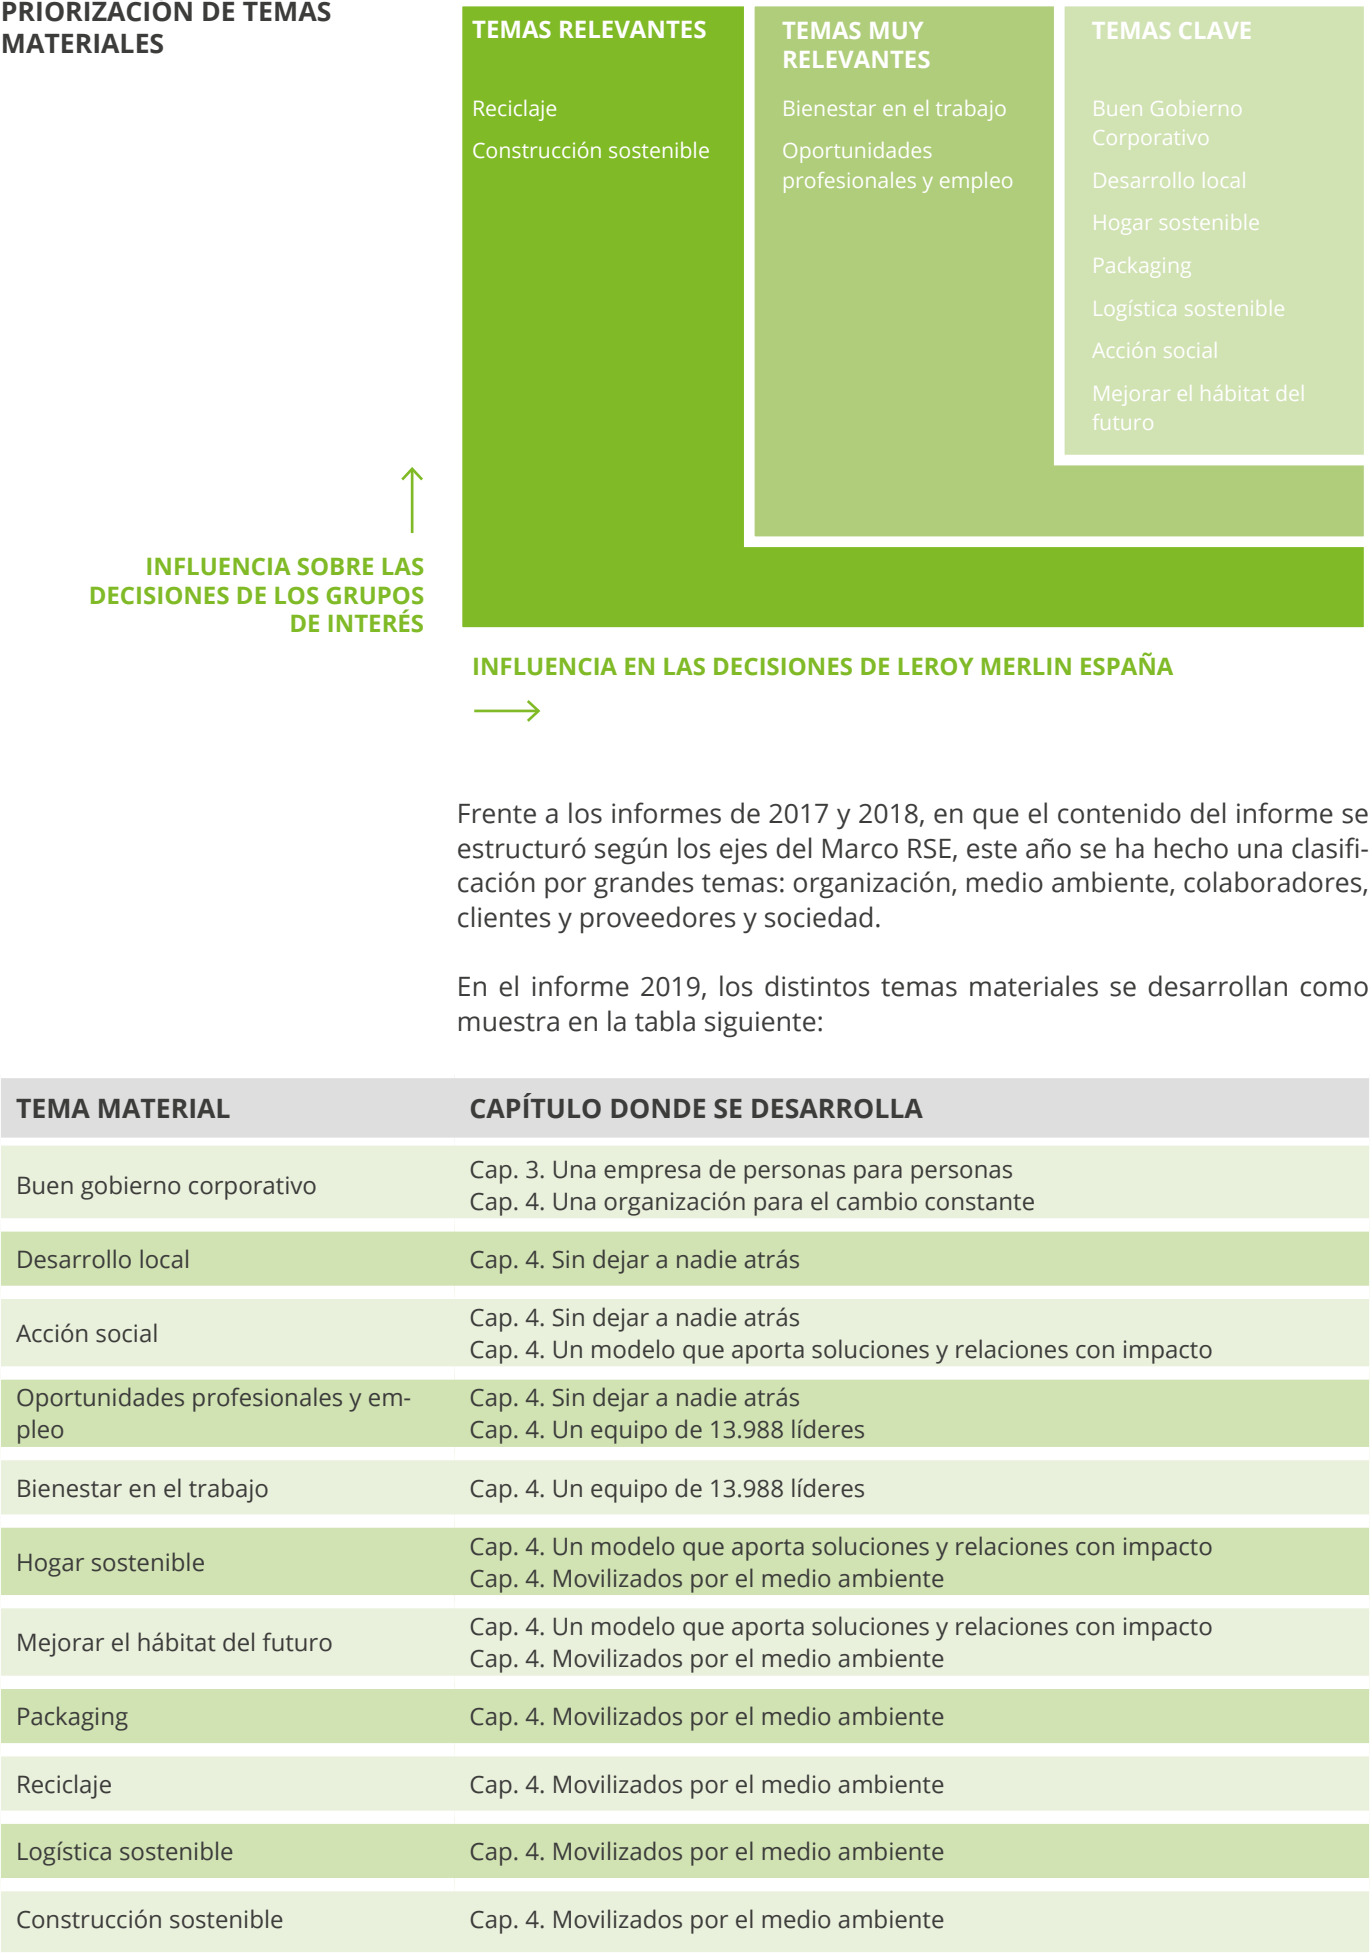 PRIORIZACIÓN DE TEMAS
MATERIALES
TEMAS RELEVANTES
Reciclaje
Construcción sostenible
TEMAS MUY
RELEVANTES
Bienestar en el trabajo
Oportunidades
profesionales y empleo
TEMAS CLAVE
Buen Gobierno
Corporativo
Desarrollo local
Hogar sostenible
Packaging
Logística sostenible
Acción social
Mejorar el hábitat del
futuro
INFLUENCIA SOBRE LAS
DECISIONES DE LOS GRUPOS
DE INTERÉS
INFLUENCIA EN LAS DECISIONES DE LEROY MERLIN ESPAÑA
Frente a los informes de 2017 y 2018, en que el contenido del informe se
estructuró según los ejes del Marco RSE, este año se ha hecho una clasifi-
cación por grandes temas: organización, medio ambiente, colaboradores,
clientes y proveedores y sociedad.
En el informe 2019, los distintos temas materiales se desarrollan como
muestra en la tabla siguiente:
TEMA MATERIAL
CAPÍTULO DONDE SE DESARROLLA
Buen gobierno corporativo
Cap. 3. Una empresa de personas para personas
Cap. 4. Una organización para el cambio constante
Desarrollo local
Cap. 4. Sin dejar a nadie atrás
Acción social
Cap. 4. Sin dejar a nadie atrás
Cap. 4. Un modelo que aporta soluciones y relaciones con impacto
Oportunidades profesionales y em-
pleo
Cap. 4. Sin dejar a nadie atrás
Cap. 4. Un equipo de 13.988 líderes
Bienestar en el trabajo
Cap. 4. Un equipo de 13.988 líderes
Hogar sostenible
Cap. 4. Un modelo que aporta soluciones y relaciones con impacto
Cap. 4. Movilizados por el medio ambiente
Mejorar el hábitat del futuro
Cap. 4. Un modelo que aporta soluciones y relaciones con impacto
Cap. 4. Movilizados por el medio ambiente
Packaging
Cap. 4. Movilizados por el medio ambiente
Reciclaje
Cap. 4. Movilizados por el medio ambiente
Logística sostenible
Cap. 4. Movilizados por el medio ambiente
Construcción sostenible
Cap. 4. Movilizados por el medio ambiente